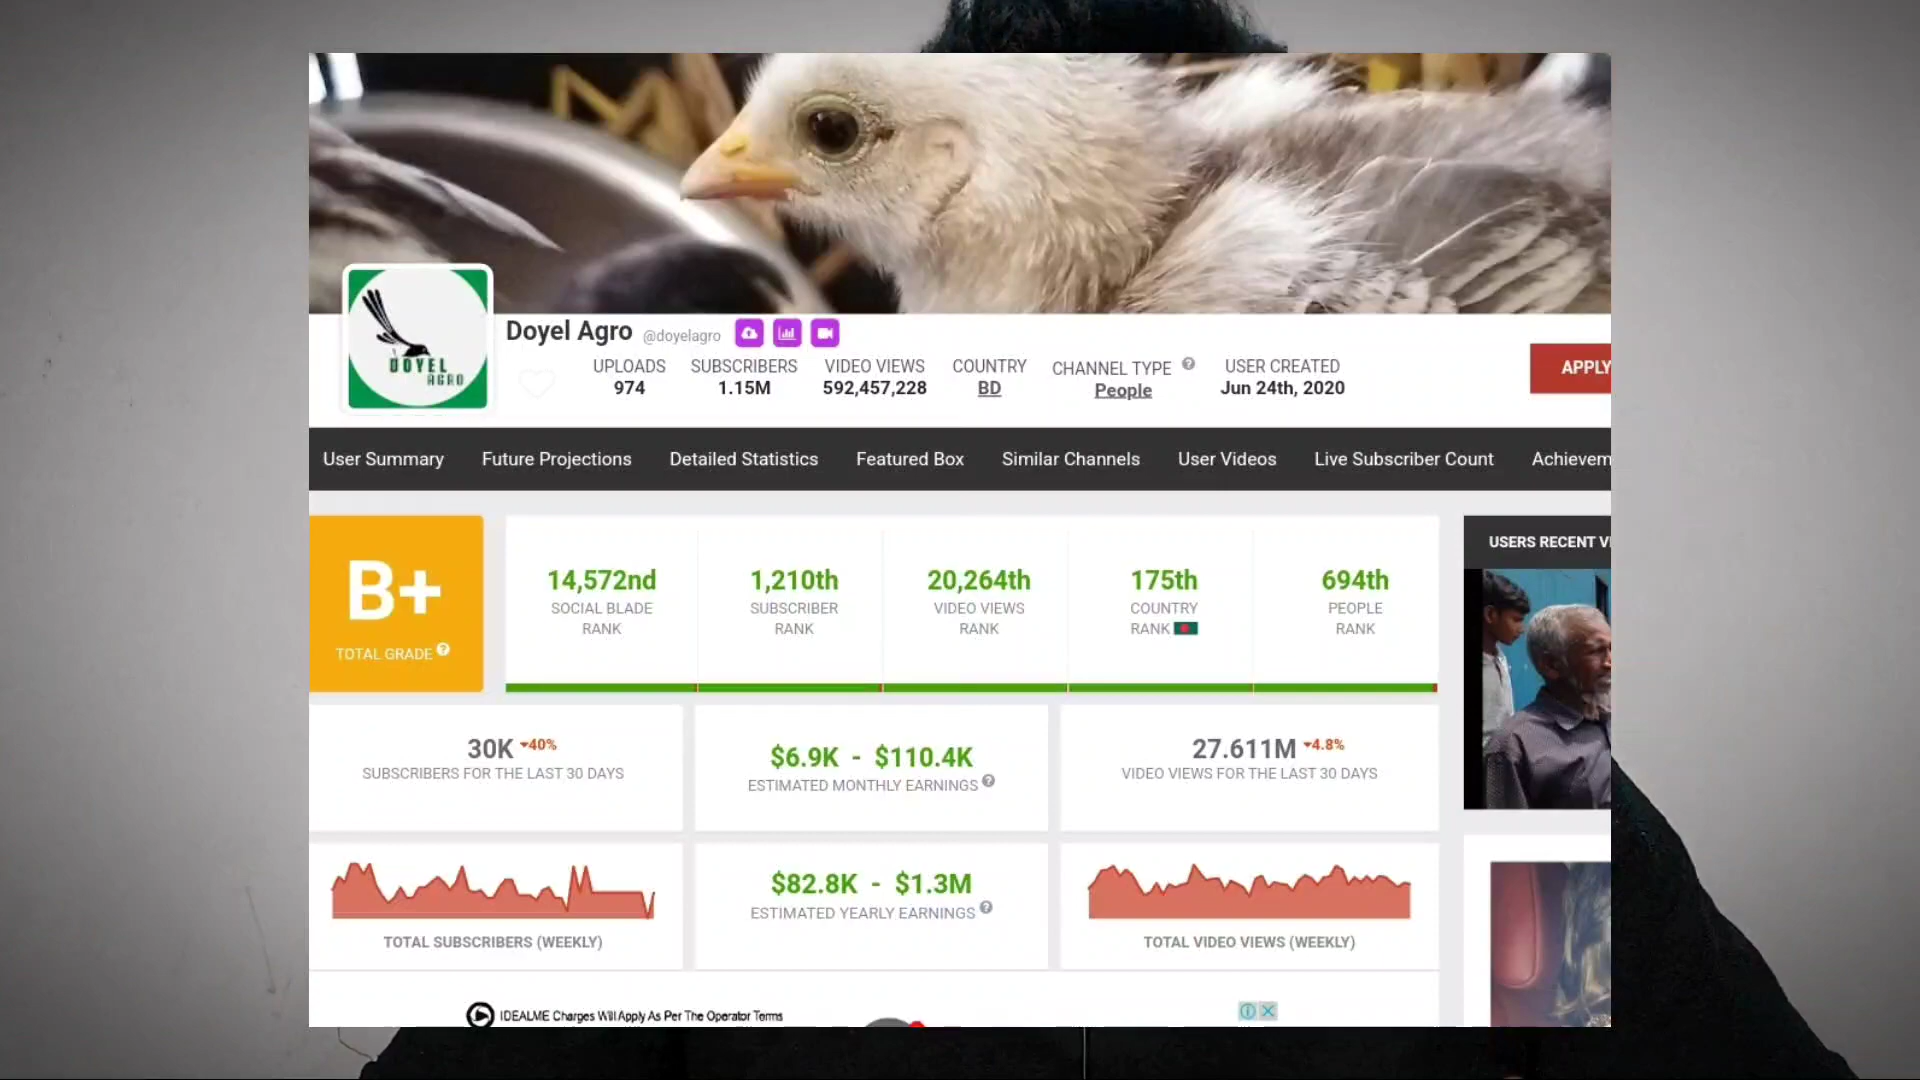 DOYEL
AGRO
Doyel Agro @doyelagro
UPLOADS
974
SUBSCRIBERS
1.15M
VIDEO VIEWS
592,457,228
COUNTRY
BD
CHANNEL TYPE
People
USER CREATED
Jun 24th, 2020
APPLY
User Summary
Future Projections
Detailed Statistics
Featured Box
Similar Channels
User Videos
Live Subscriber Count
Achievem
B+
TOTAL GRADE
14,572nd
SOCIAL BLADE
RANK
1,210th
SUBSCRIBER
RANK
20,264th
VIDEO VIEWS
RANK
175th
COUNTRY
RANK
694th
PEOPLE
RANK
USERS RECENT VI
30K 40%
SUBSCRIBERS FOR THE LAST 30 DAYS
$6.9K - $110.4K
ESTIMATED MONTHLY EARNINGS
27.611M 4.8%
VIDEO VIEWS FOR THE LAST 30 DAYS
TOTAL SUBSCRIBERS (WEEKLY)
$82.8K - $1.3M
ESTIMATED YEARLY EARNINGS
TOTAL VIDEO VIEWS (WEEKLY)
IDEALME Charges Will Apply As Per The Operator Terms